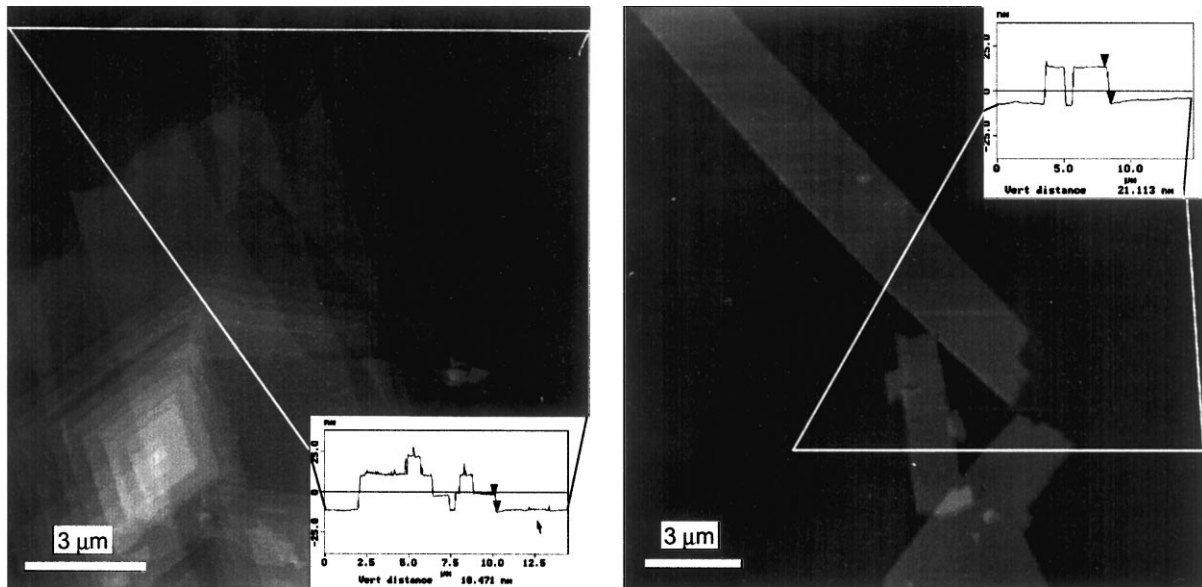 nm
25.0
0
-25.0
0 2.5 5.0 7.5 10.0 12.5
μm
Vert distance 10.471 nm
3 μm
nm
25.0
0
-25.0
0 5.0 10.0
μm
Vert distance 21.113 nm
3 μm